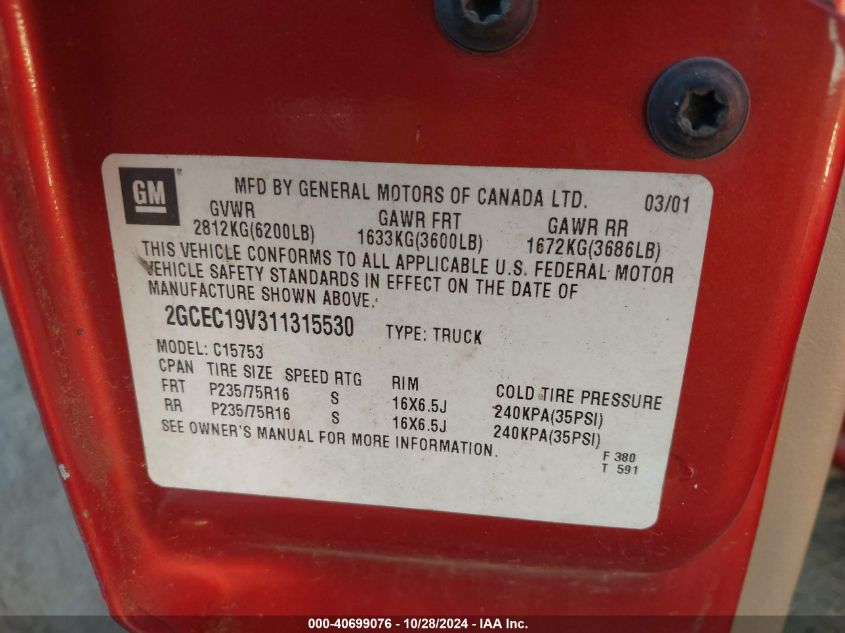 GM
MFD BY GENERAL MOTORS OF CANADA LTD. 03/01
GVWR GAWR FRT GAWR RR
2812KG(6200LB) 1633KG(3600LB) 1672KG(3686LB)
THIS VEHICLE CONFORMS TO ALL APPLICABLE U.S. FEDERAL MOTOR
VEHICLE SAFETY STANDARDS IN EFFECT ON THE DATE OF
MANUFACTURE SHOWN ABOVE.
2GCEC19V311315530 TYPE: TRUCK
MODEL: C15753
CPAN TIRE SIZE SPEED RTG RIM COLD TIRE PRESSURE
FRT P235/75R16 S 16X6.5J 240KPA(35PSI)
RR P235/75R16 S 16X6.5J 240KPA(35PSI)
SEE OWNER'S MANUAL FOR MORE INFORMATION.
F 380
T 591
000-40699076 - 10/28/2024 - IAA Inc.